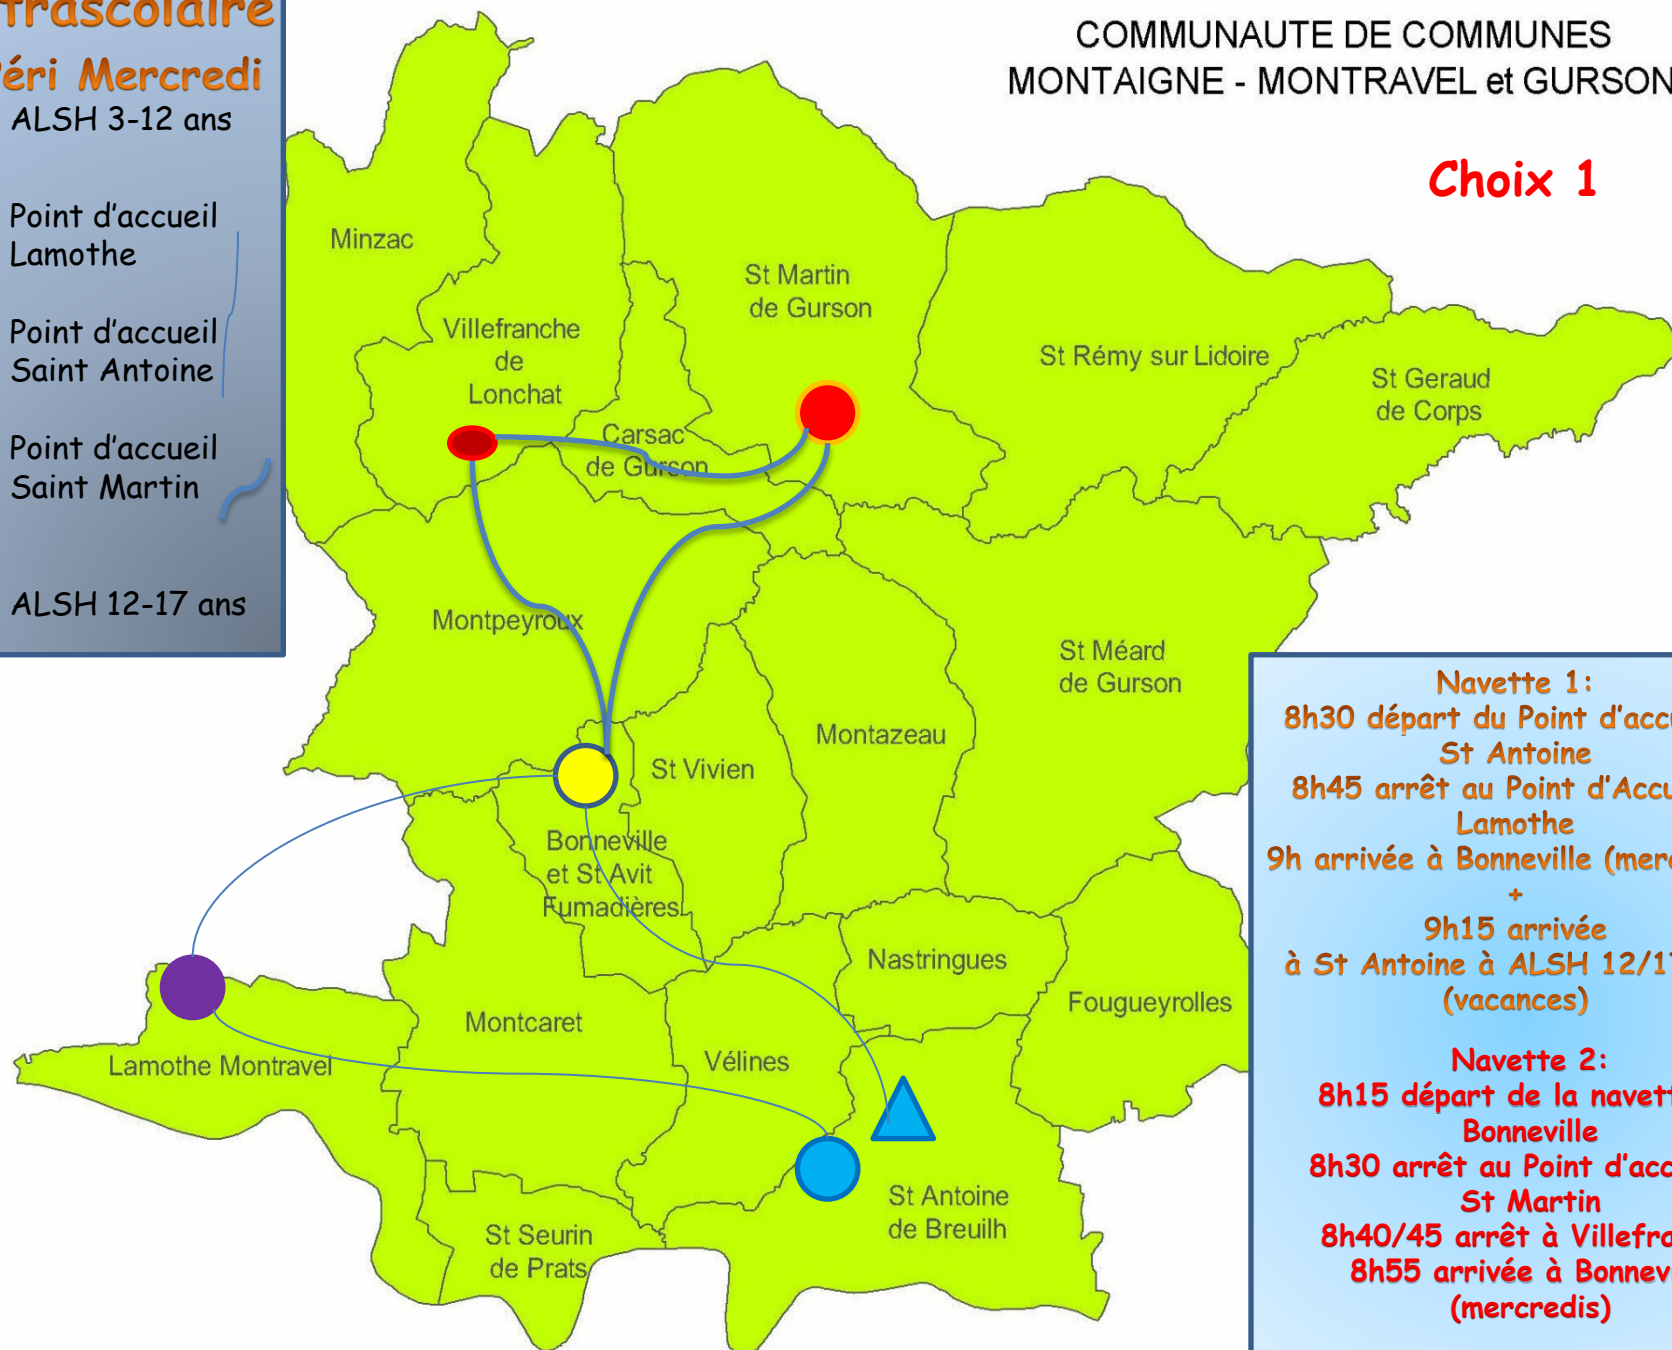 trascolaire
éri Mercredi
ALSH 3-12 ans
Point d'accueil
Lamothe
Point d'accueil
Saint Antoine
Point d'accueil
Saint Martin
ALSH 12-17 ans
COMMUNAUTE DE COMMUNES
MONTAIGNE - MONTRAVEL et GURSON
Choix 1
Minzac
St Martin
de Gurson
Villefranche
de
Lonchat
St Rémy sur Lidoire
St Geraud
de Corps
Carsac
de Gurson
Montpeyroux
St Méard
de Gurson
Montazeau
St Vivien
Bonneville
et St Avit
Fumadières
Nastringues
Fougueyrolles
Montcaret
Vélines
Lamothe Montravel
St Antoine
de Breuilh
St Seurin
de Prats
Navette 1:
8h30 départ du Point d'accu
St Antoine
8h45 arrêt au Point d'Accu
Lamothe
9h arrivée à Bonneville (mer
+
9h15 arrivée
à St Antoine à ALSH 12/1
(vacances)
Navette 2:
8h15 départ de la navett
Bonneville
8h30 arrêt au Point d'acc
St Martin
8h40/45 arrêt à Villefra
8h55 arrivée à Bonnev
(mercredis)